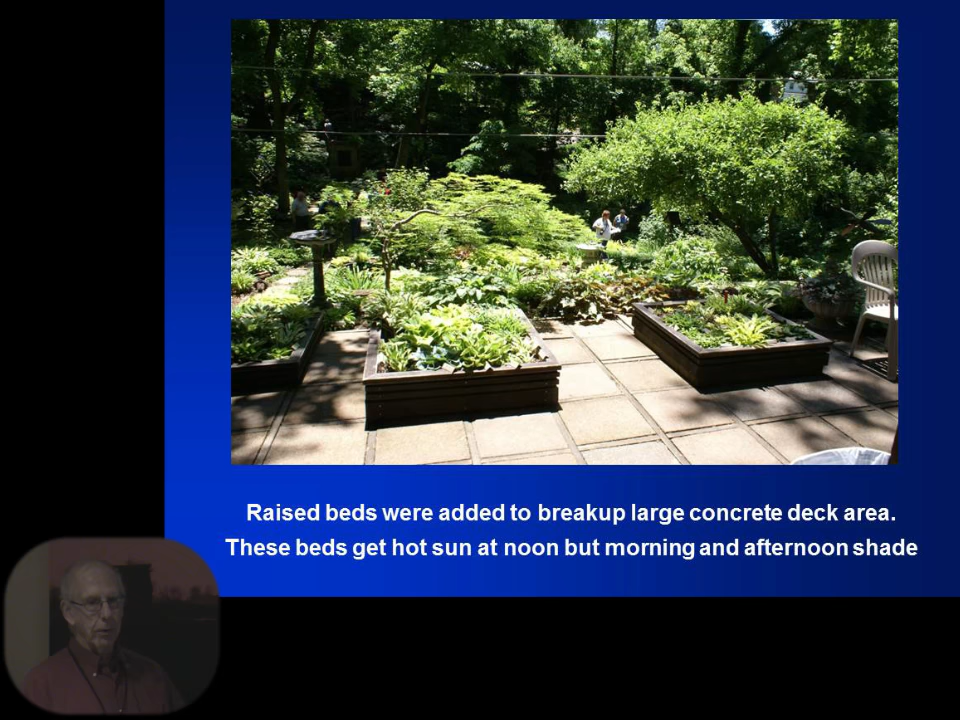 Raised beds were added to breakup large concrete deck area.
These beds get hot sun at noon but morning and afternoon shade